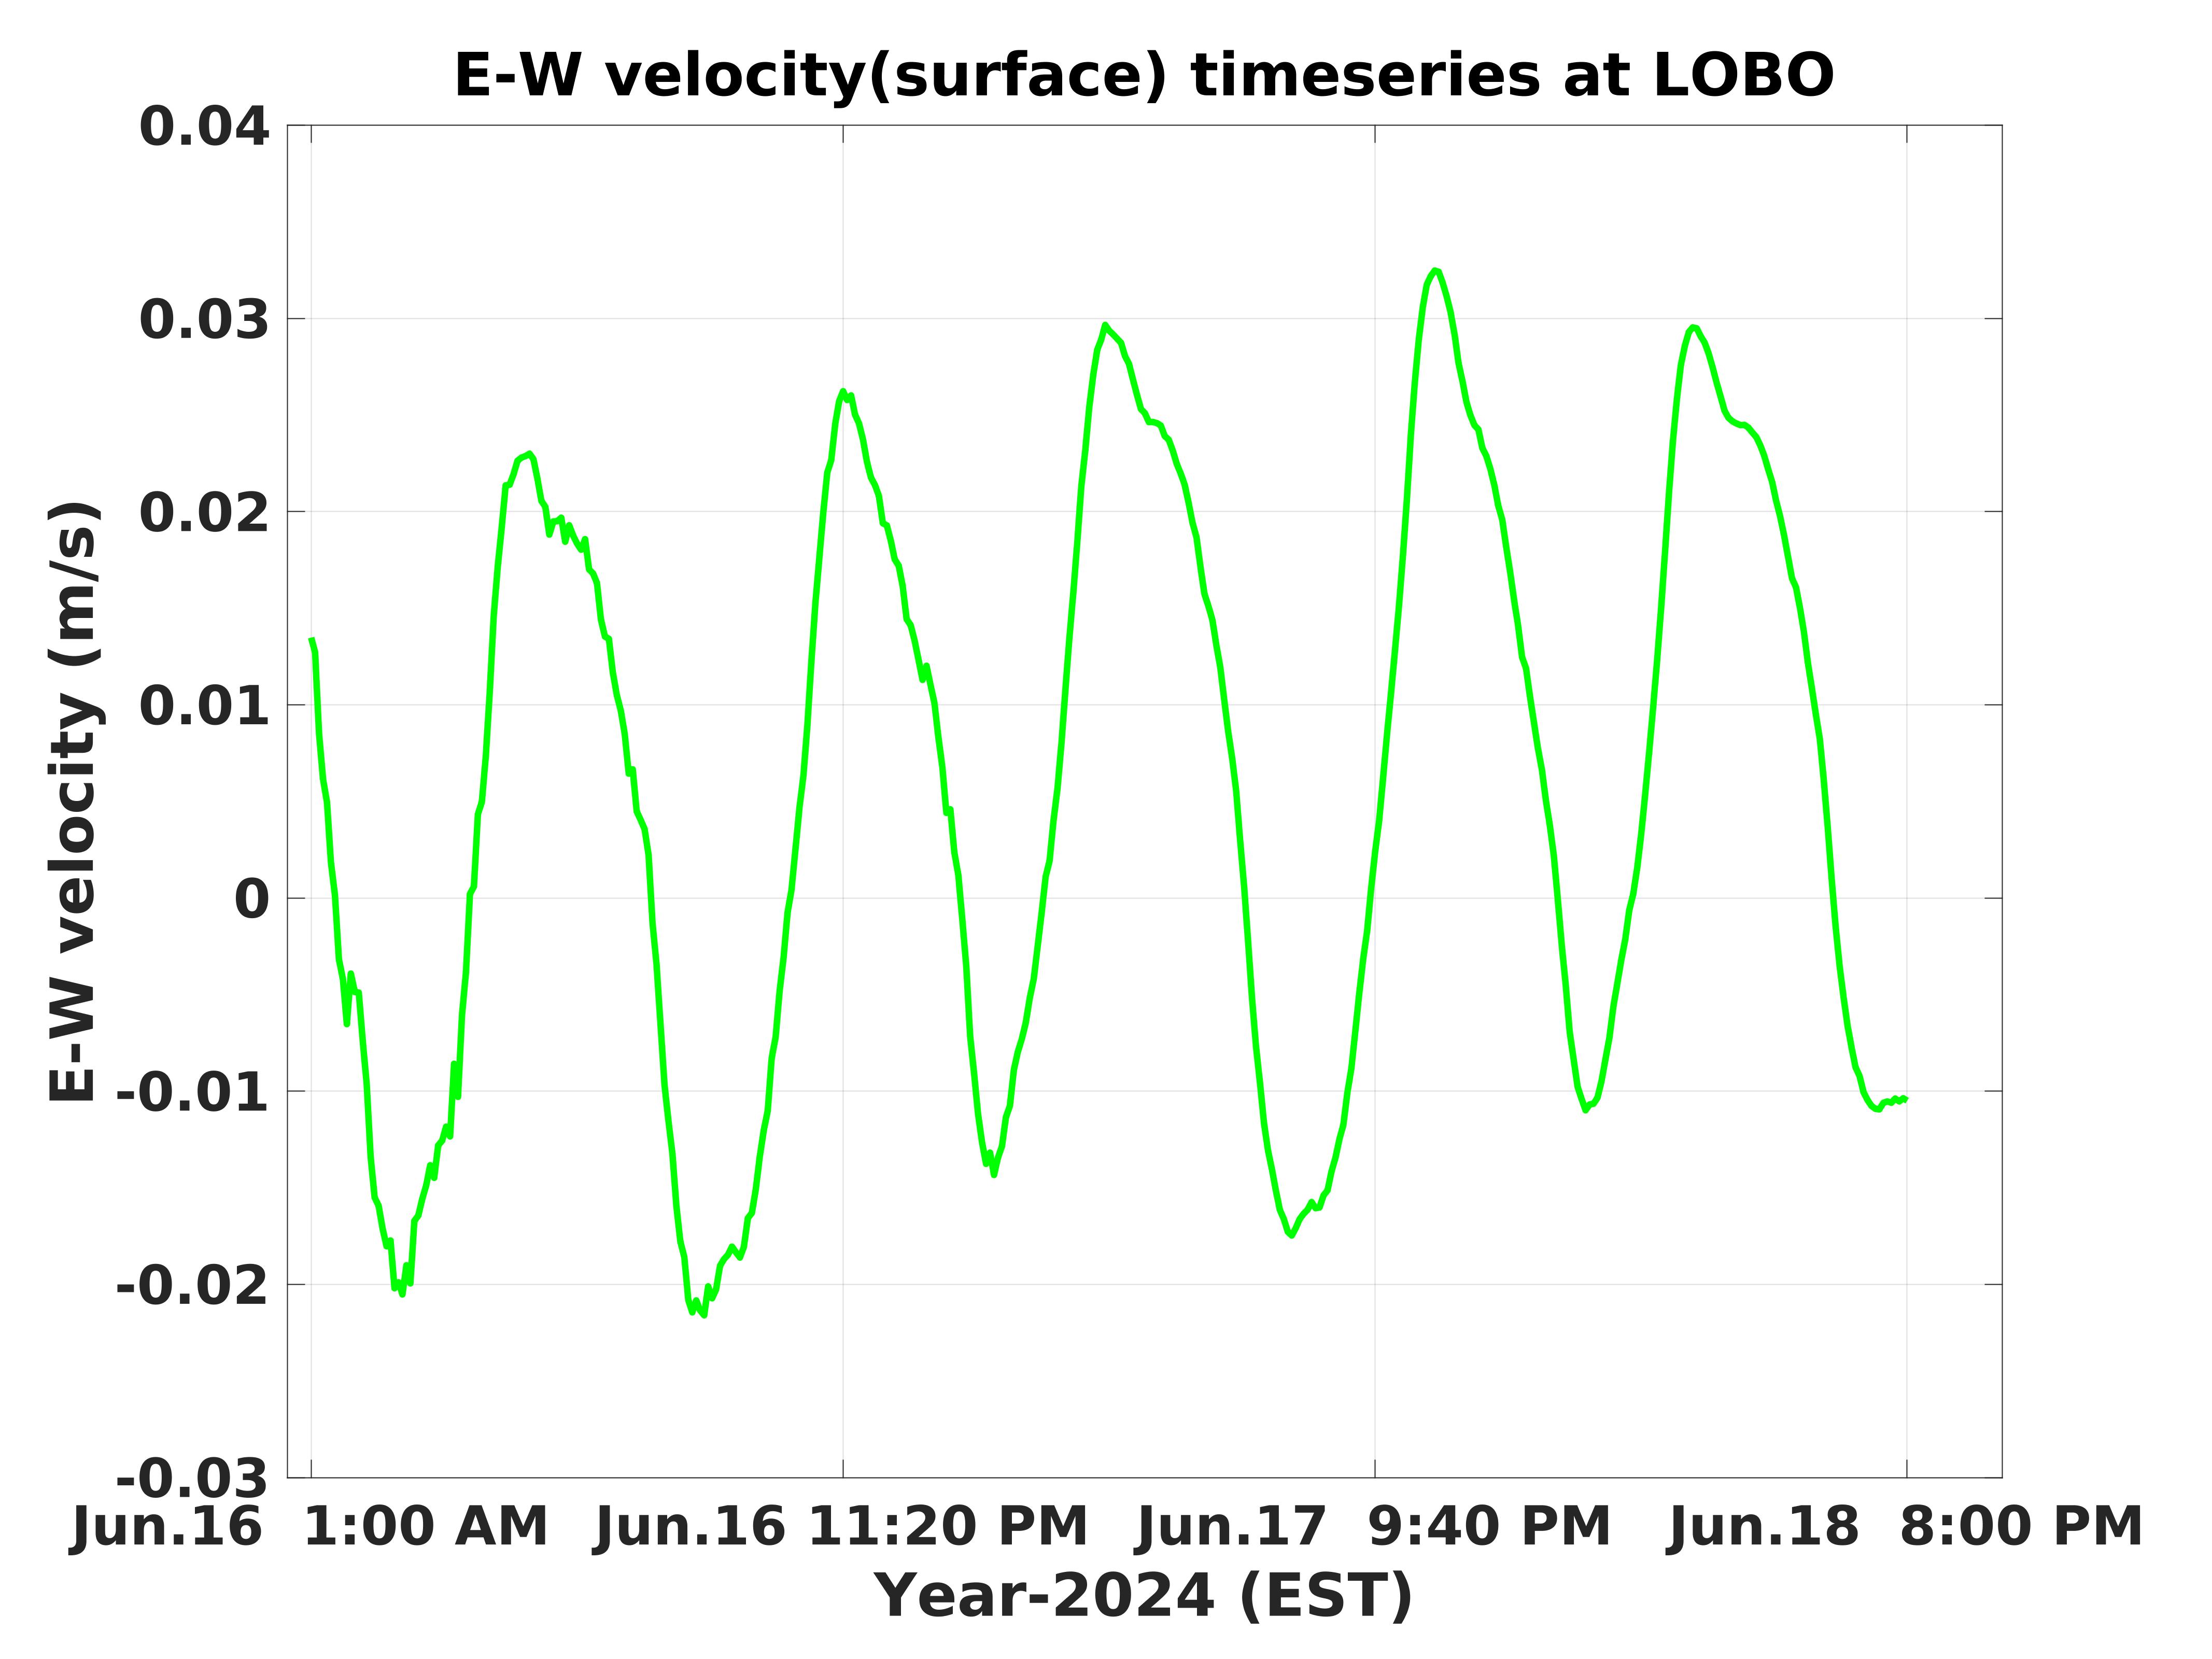 E-W velocity(surface) timeseries at LOBO
E-W velocity (m/s)
0.04
0.03
0.02
0.01
0
-0.01
-0.02
-0.03
Jun.16 1:00 AM Jun.16 11:20 PM Jun.17 9:40 PM Jun.18 8:00 PM
Year-2024 (EST)